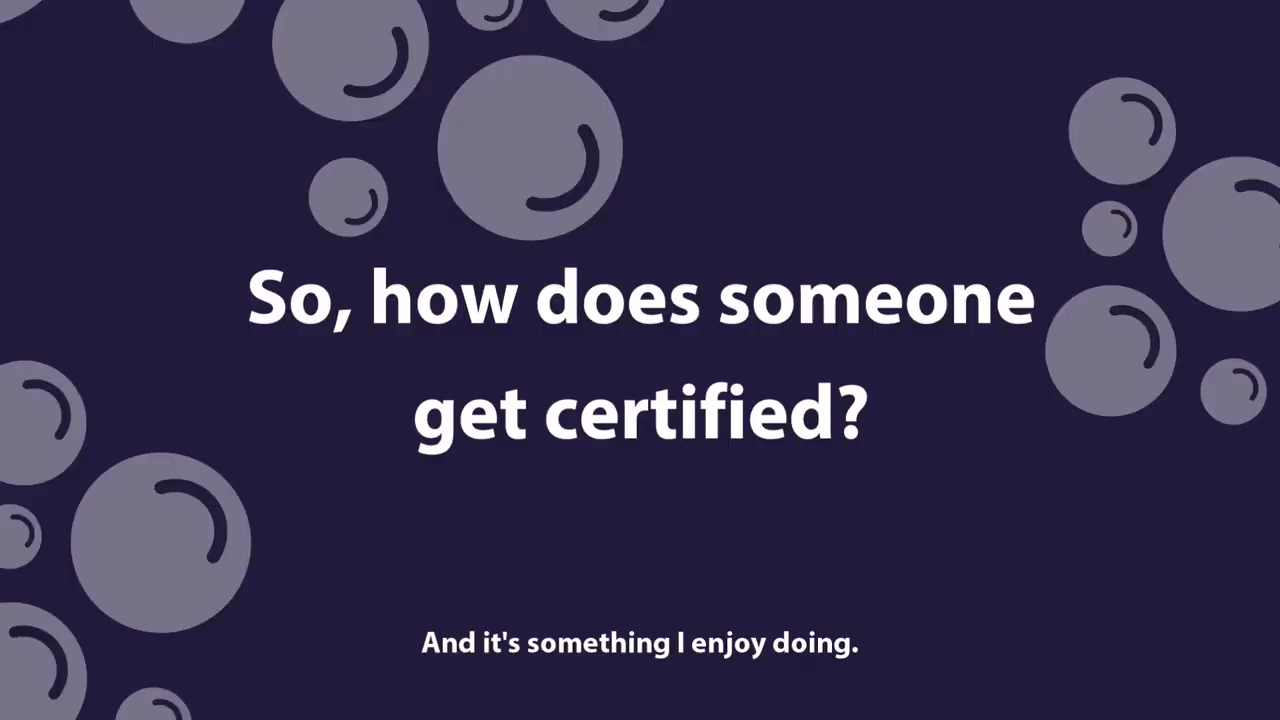 So, how does someone
get certified?
And it's something I enjoy doing.